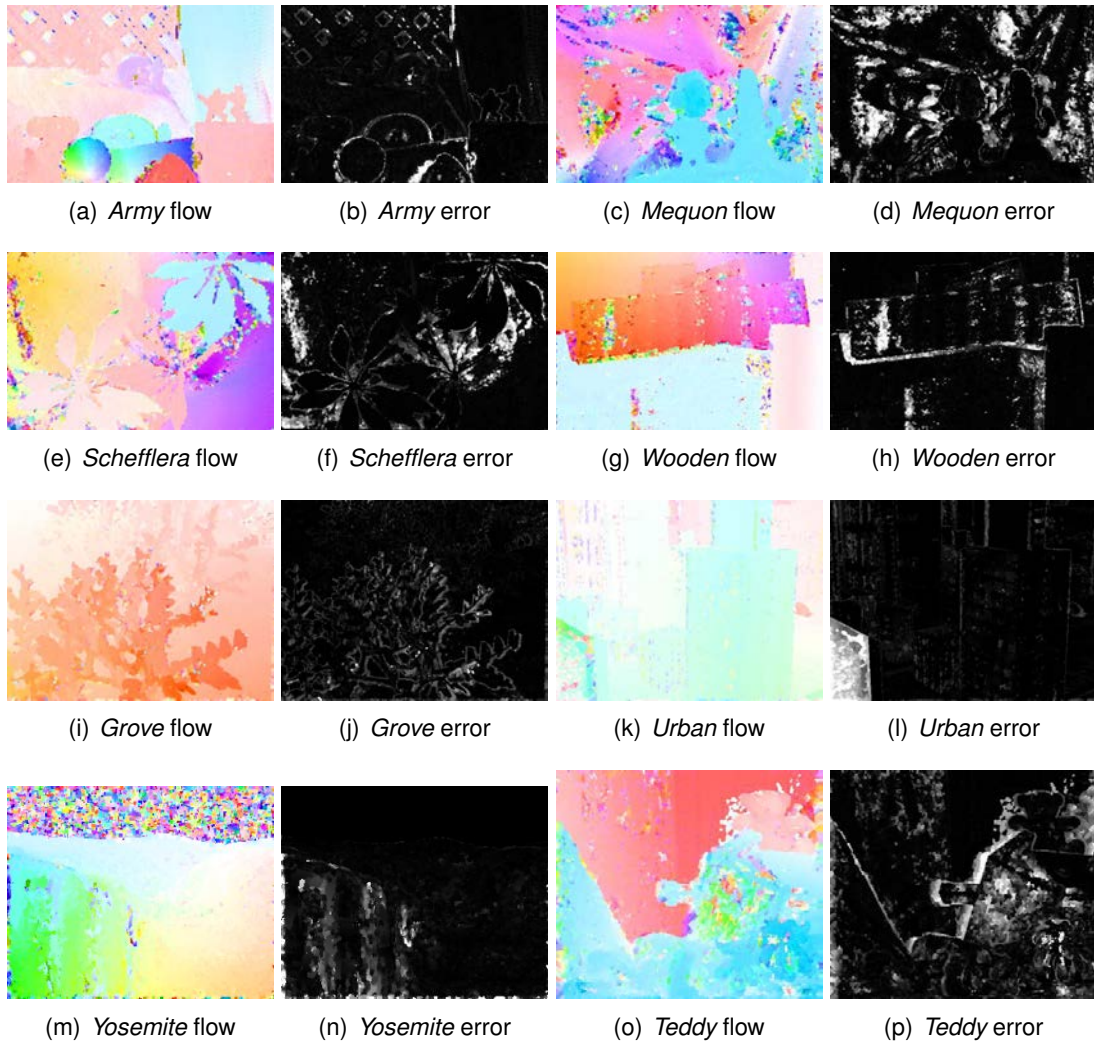 (a) Army flow
(b) Army error
(c) Mequon flow
(d) Mequon error
(e) Schefflera flow
(f) Schefflera error
(g) Wooden flow
(h) Wooden error
(i) Grove flow
(j) Grove error
(k) Urban flow
(l) Urban error
(m) Yosemite flow
(n) Yosemite error
(o) Teddy flow
(p) Teddy error